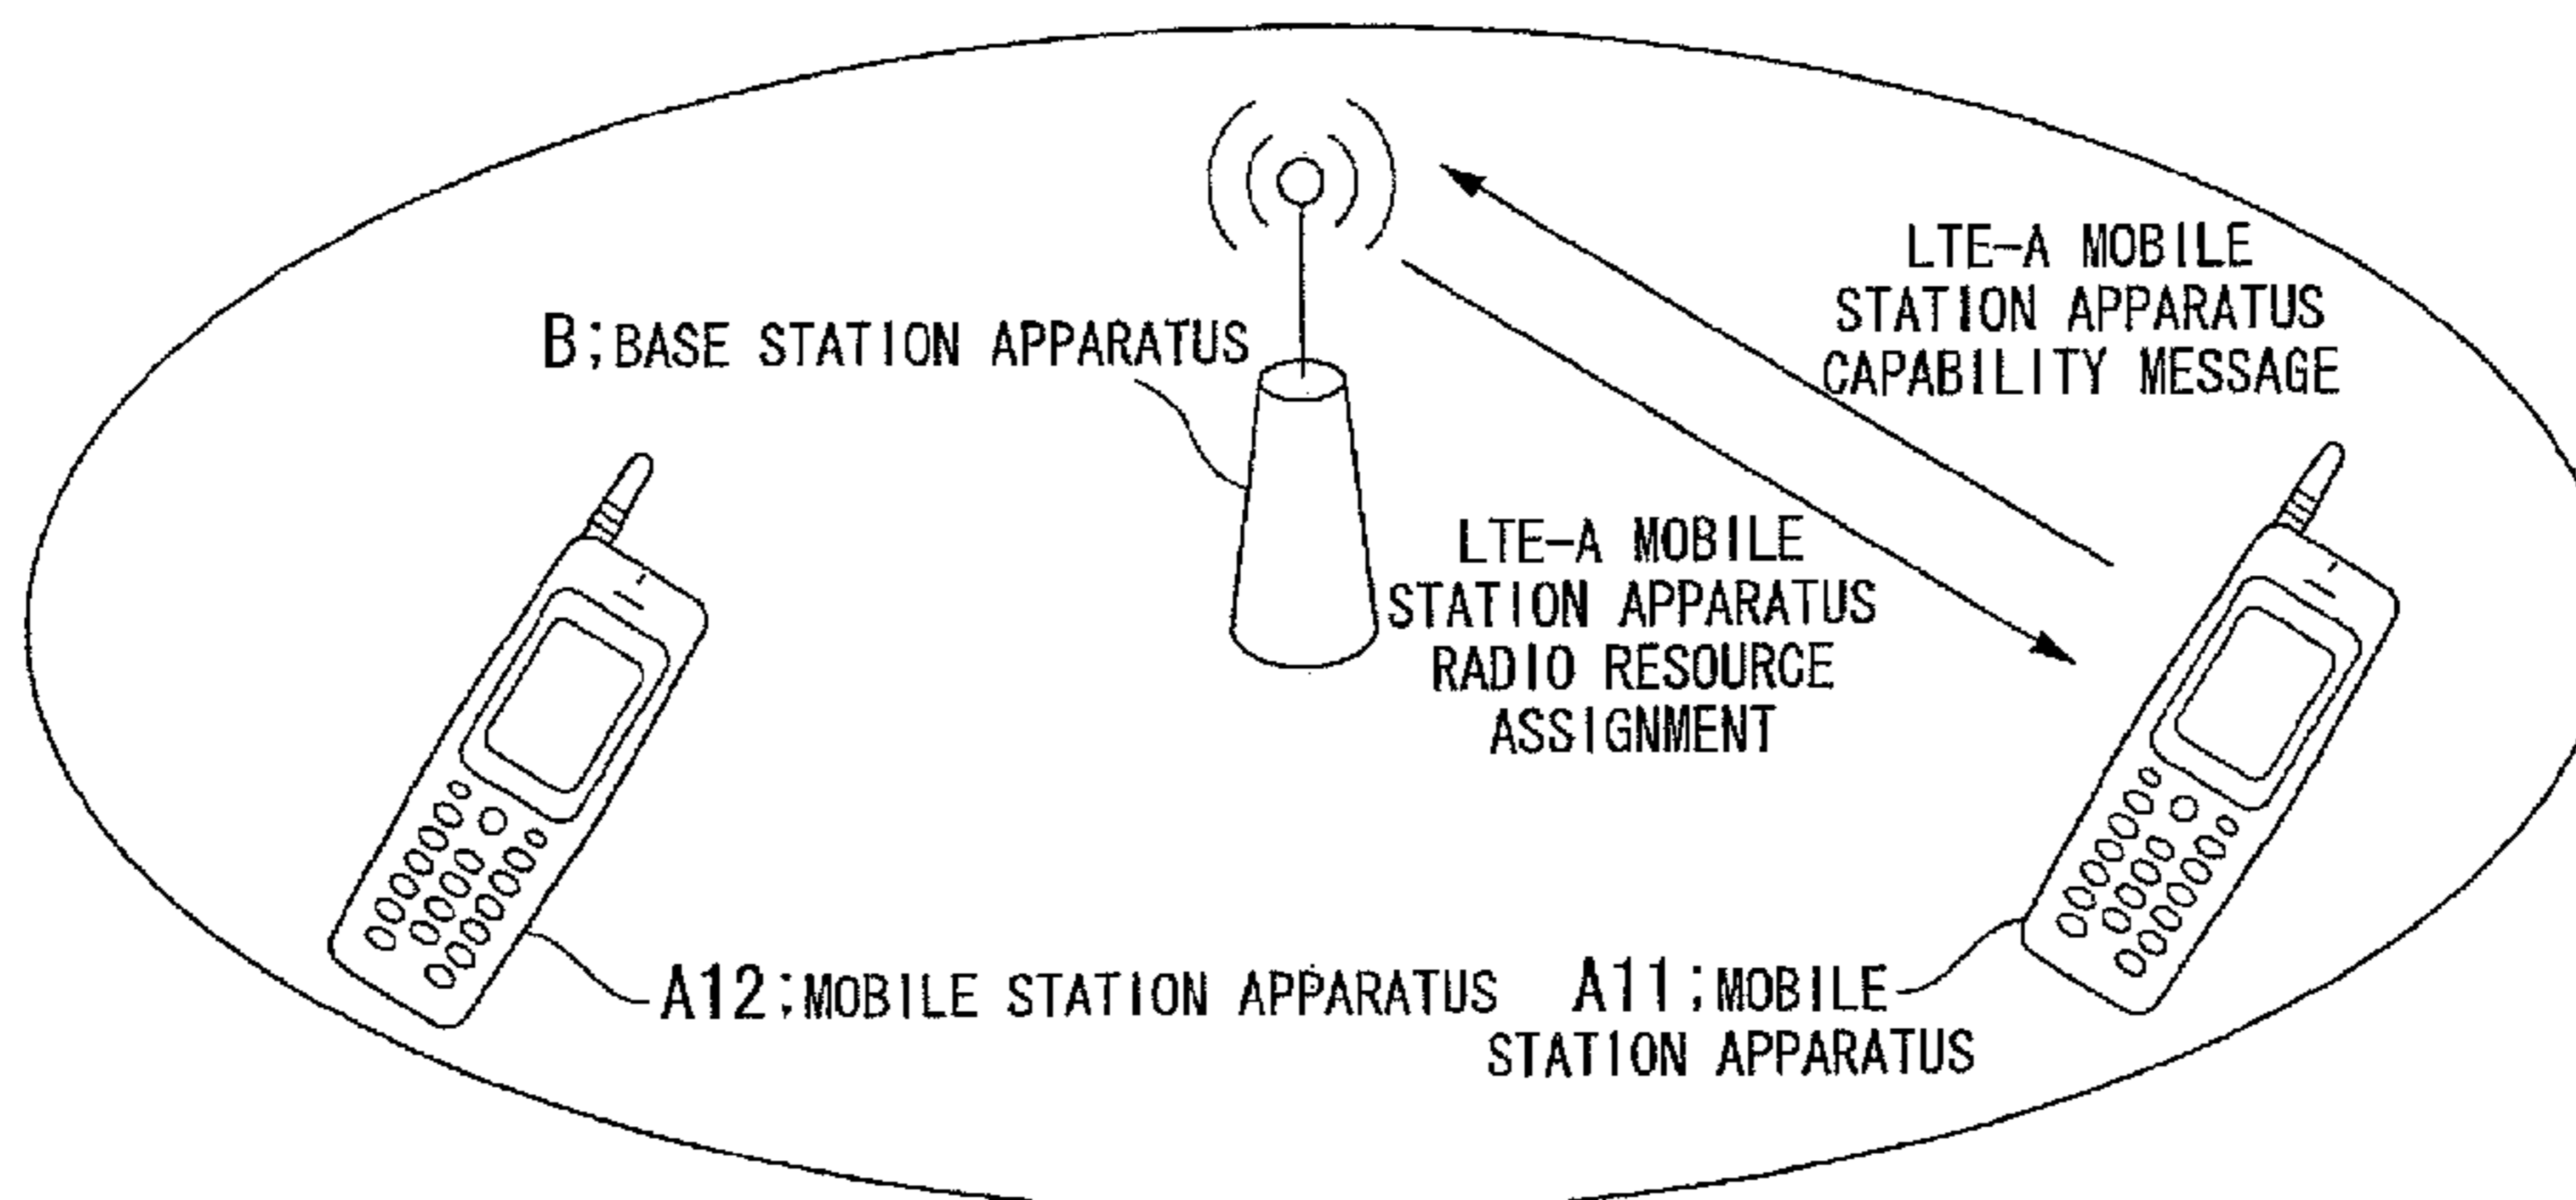 LTE-A MOBILE
STATION APPARATUS
CAPABILITY MESSAGE
B;BASE STATION APPARATUS
LTE-A MOBILE
STATION APPARATUS
RADIO RESOURCE
ASSIGNMENT
A12;MOBILE STATION APPARATUS
A11;MOBILE
STATION APPARATUS